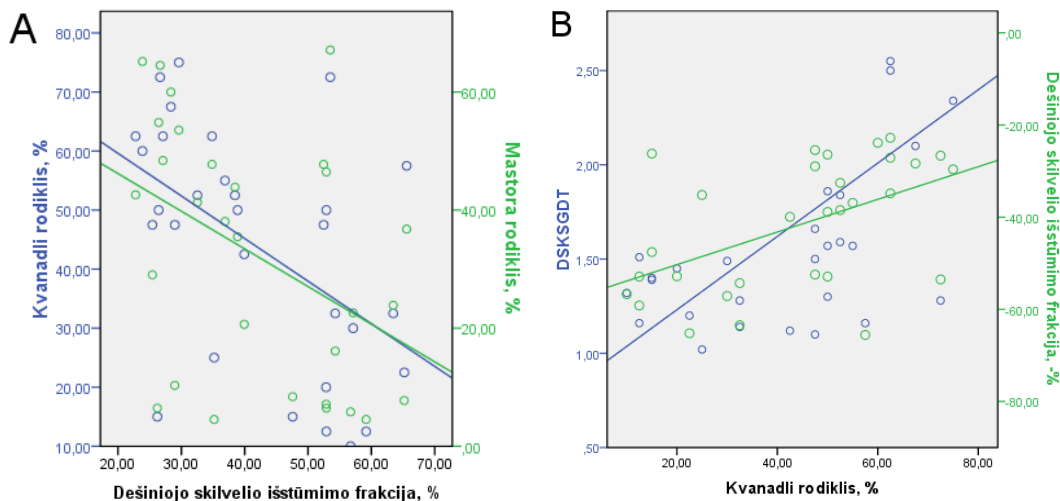 A
80,00
70,00
60,00
50,00
40,00
30,00
20,00
10,00
Kvanadli rodiklis, %
60,00
40,00
20,00
,00
Mastora rodiklis, %
20,00 30,00 40,00 50,00 60,00 70,00
Dešiniojo skilvelio išstūmimo frakcija, %
B
2,50
2,00
1,50
1,00
,50
DSKSGDT
,00
-20,00
-40,00
-60,00
-80,00
Dešiniojo skilvelio išstūmimo frakcija, -%
20,00 40,00 60,00 80,00
Kvanadli rodiklis, %